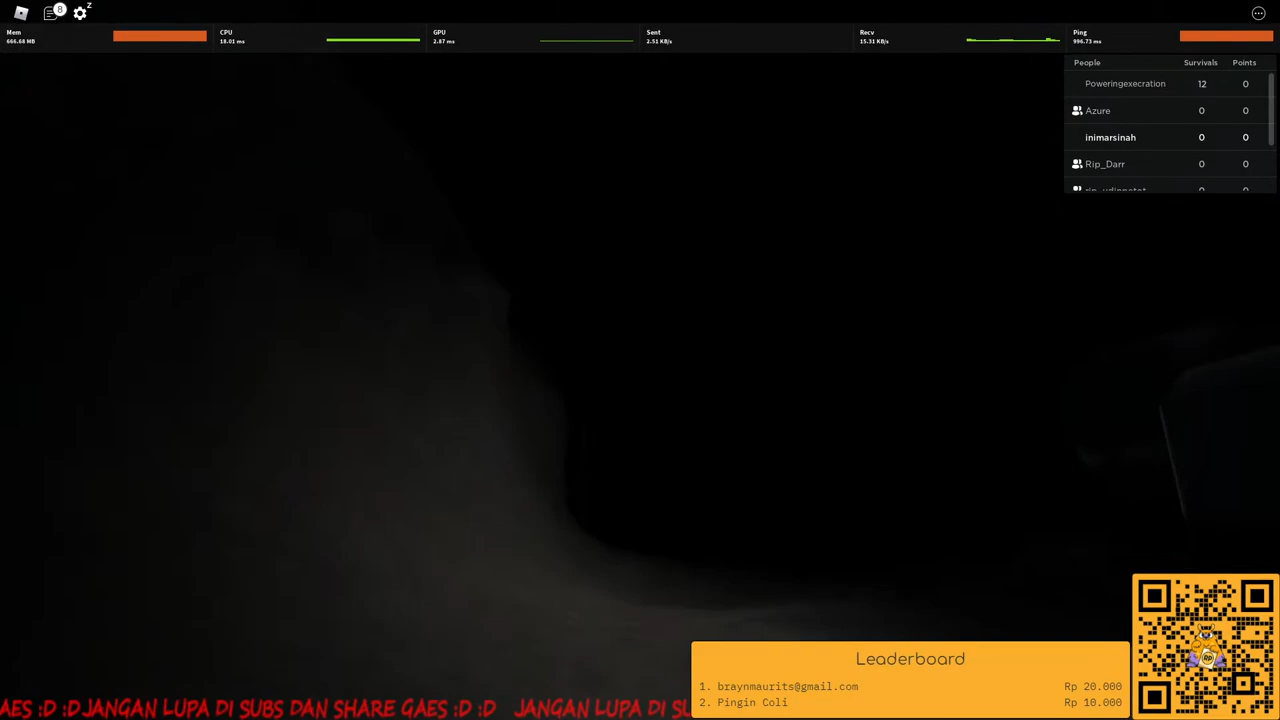 8
z
Mem
666.68 MB
CPU
18.01 ms
GPU
2.87 ms
Sent
2.51 KB/s
Recv
15.31 KB/s
Ping
996.73 ms
People Survivals Points
Poweringexecration 12 0
Azure 0 0
inimarsinah 0 0
Rip_Darr 0 0
Leaderboard
1. braynmaurits@gmail.com Rp 20.000
2. Pingin Coli Rp 10.000
AES :D :D JANGAN LUPA DI SUBS DAN SHARE GAES :D :D JANGAN LUPA DI SU
RP